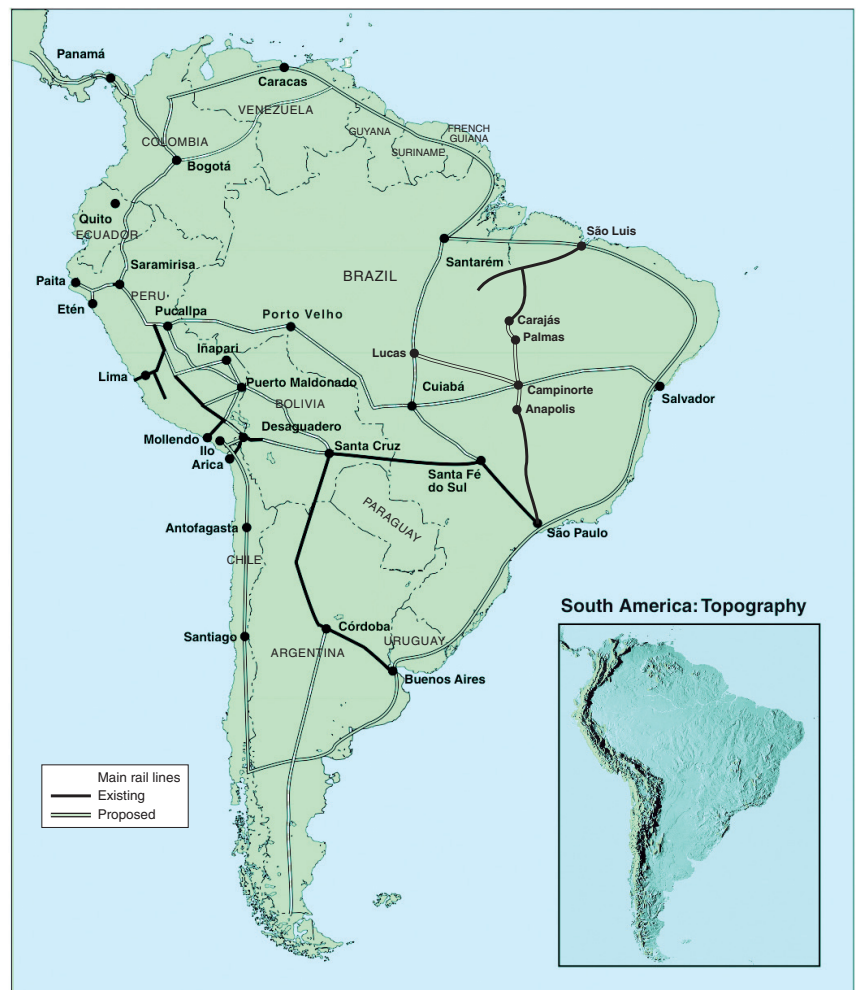 Panamá
Caracas
VENEZUELA
COLOMBIA
GUYANA
FRENCH
GUIANA
SURINAME
Bogotá
Quito
ECUADOR
São Luis
Santarém
Saramirisa
Paita
BRAZIL
PERU
Etén
Pucallpa
Porto Velho
Carajás
Palmas
Iñapari
Lucas
Lima
Puerto Maldonado
Cuiabá
Campinorte
Salvador
BOLIVIA
Anapolis
Desaguadero
Mollendo
Ilo
Arica
Santa Cruz
Santa Fé
do Sul
PARAGUAY
Antofagasta
São Paulo
CHILE
South America: Topography
Córdoba
Santiago
URUGUAY
ARGENTINA
Buenos Aires
Main rail lines
Existing
Proposed